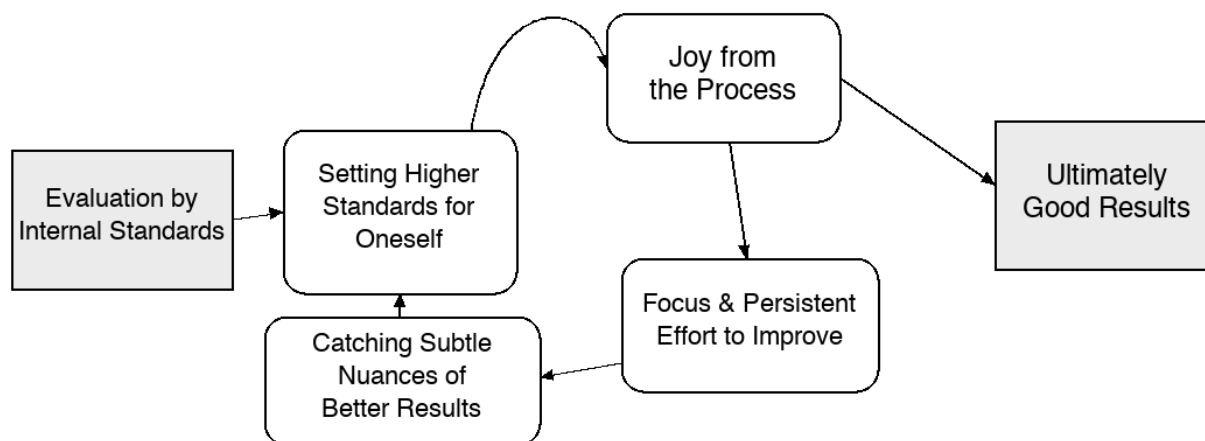 Evaluation by
Internal Standards
Setting Higher
Standards for
Oneself
Joy from
the Process
Ultimately
Good Results
Focus & Persistent
Effort to Improve
Catching Subtle
Nuances of
Better Results